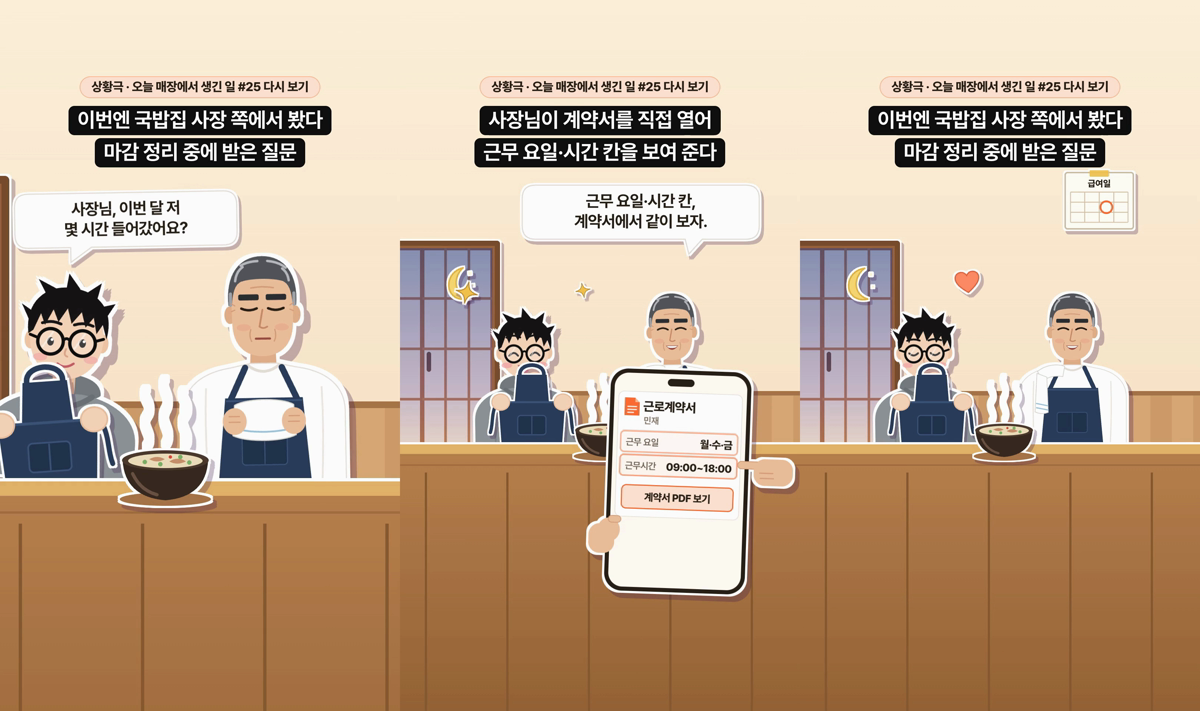 상황극 · 오늘 매장에서 생긴 일 #25 다시 보기
이번엔 국밥집 사장 쪽에서 봤다
마감 정리 중에 받은 질문
사장님, 이번 달 저
몇 시간 들어갔어요?
상황극 · 오늘 매장에서 생긴 일 #25 다시 보기
사장님이 계약서를 직접 열어
근무 요일·시간 칸을 보여 준다
근무 요일·시간 칸,
계약서에서 같이 보자.
근로계약서
민재
근무 요일 월·수·금
근무시간 09:00~18:00
계약서 PDF 보기
상황극 · 오늘 매장에서 생긴 일 #25 다시 보기
이번엔 국밥집 사장 쪽에서 봤다
마감 정리 중에 받은 질문
급여일